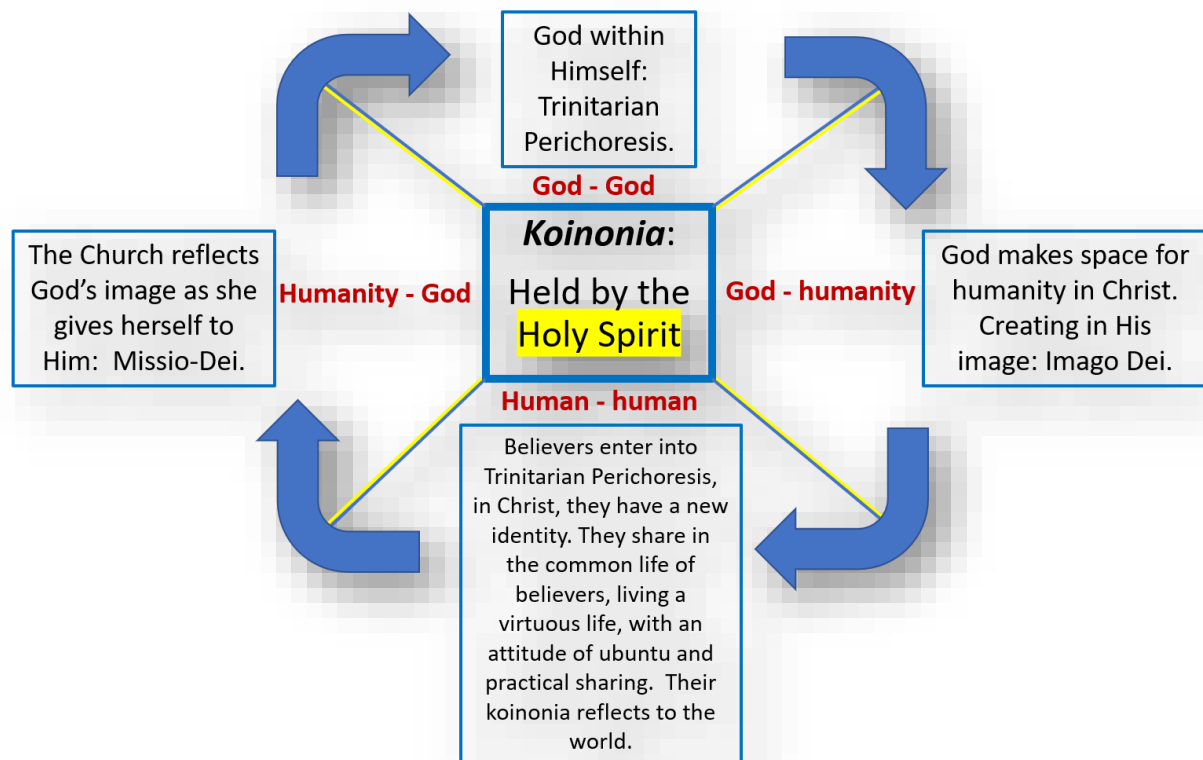 God within
Himself:
Trinitarian
Perichoresis.
God - God
Koinonia:
Held by the
Holy Spirit
The Church reflects
God’s image as she
gives herself to
Him:  Missio-Dei.
Humanity - God
God - humanity
God makes space for
humanity in Christ.
Creating in His
image: Imago Dei.
Human - human
Believers enter into
Trinitarian Perichoresis,
in Christ, they have a new
identity. They share in
the common life of
believers, living a
virtuous life, with an
attitude of ubuntu and
practical sharing.  Their
koinonia reflects to the
world.